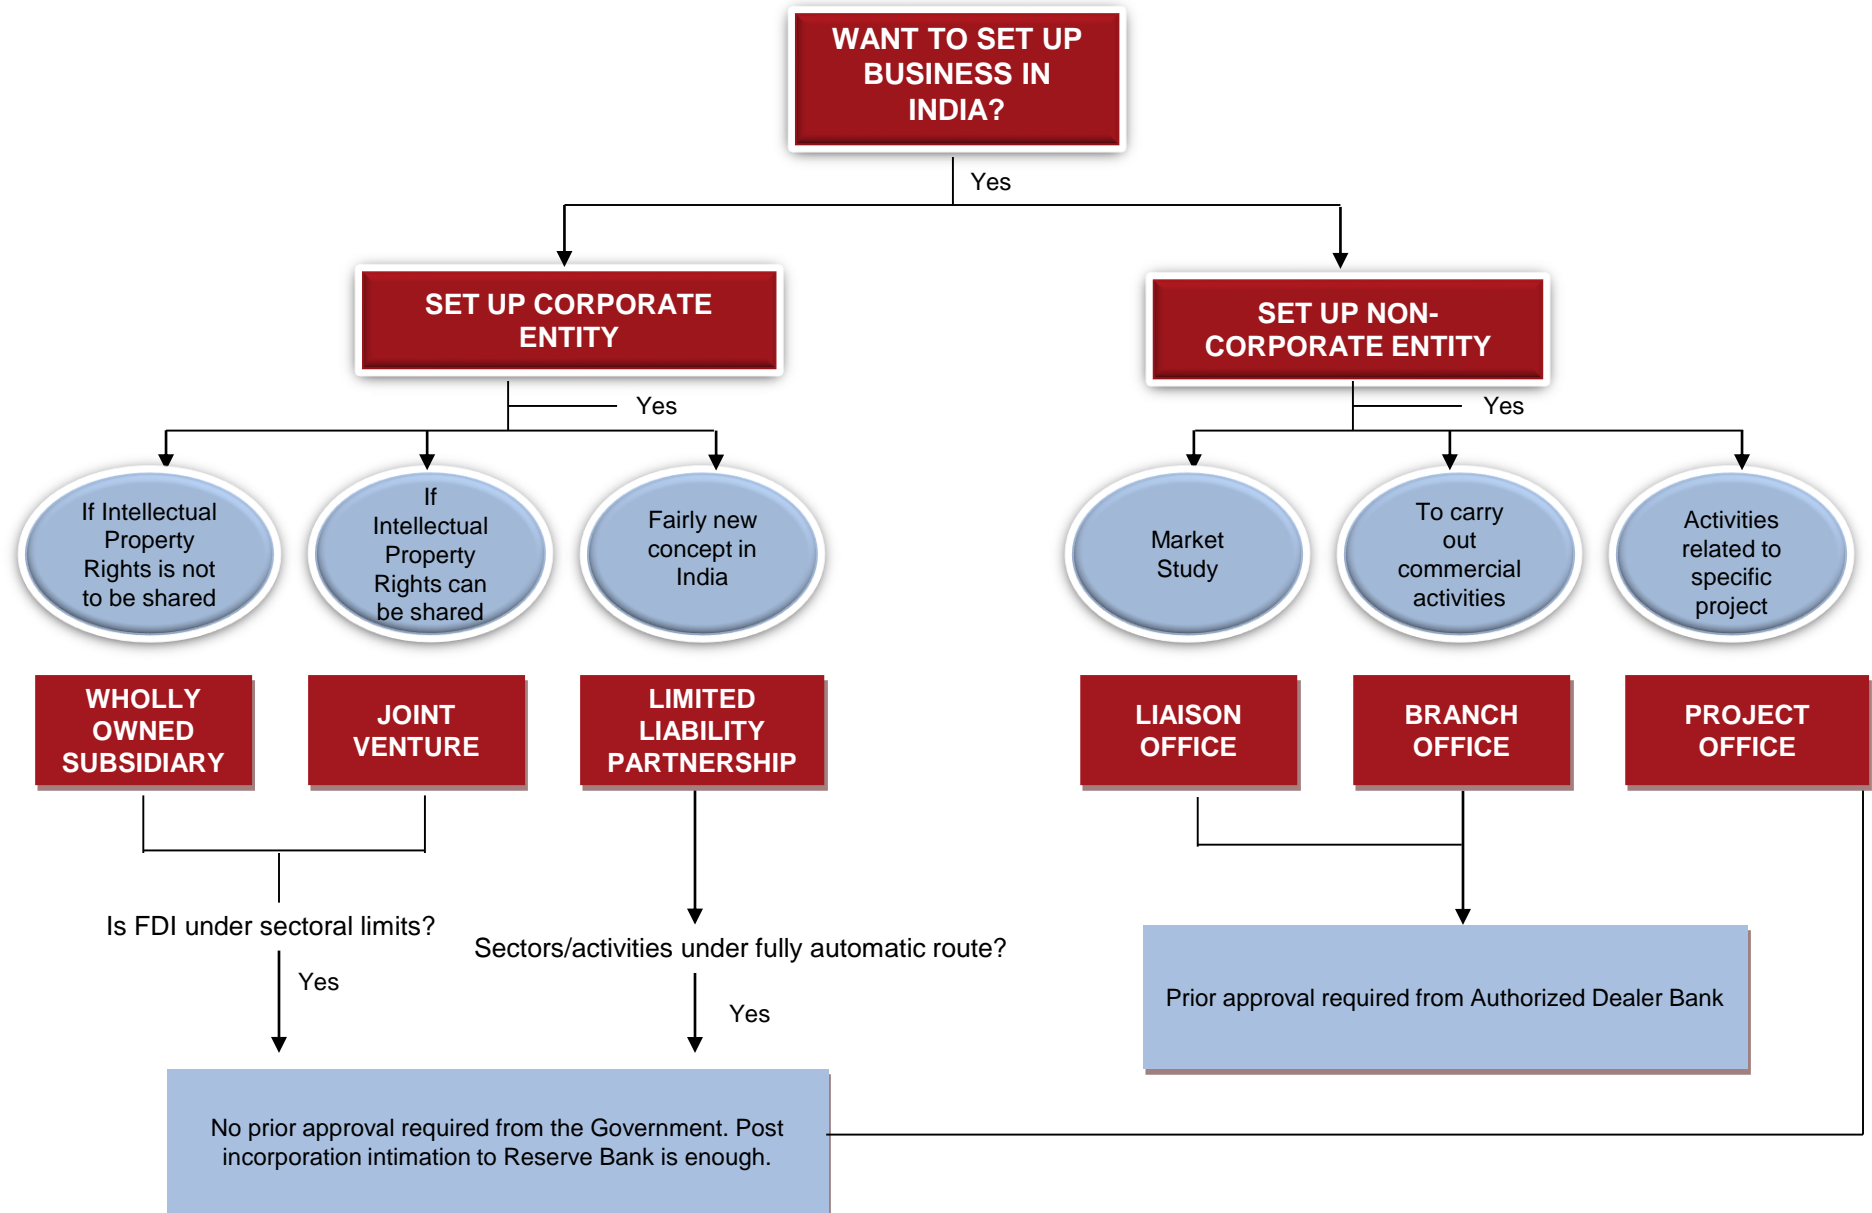 WANT TO SET UP
BUSINESS IN
INDIA?
Yes
SET UP CORPORATE
ENTITY
SET UP NON-
CORPORATE ENTITY
Yes
Yes
If Intellectual
Property
Rights is not
to be shared
If
Intellectual
Property
Rights can
be shared
Fairly new
concept in
India
Market
Study
To carry
out
commercial
activities
Activities
related to
specific
project
WHOLLY
OWNED
SUBSIDIARY
JOINT
VENTURE
LIMITED
LIABILITY
PARTNERSHIP
LIAISON
OFFICE
BRANCH
OFFICE
PROJECT
OFFICE
Is FDI under sectoral limits?
Sectors/activities under fully automatic route?
Yes
Yes
Prior approval required from Authorized Dealer Bank
No prior approval required from the Government. Post
incorporation intimation to Reserve Bank is enough.